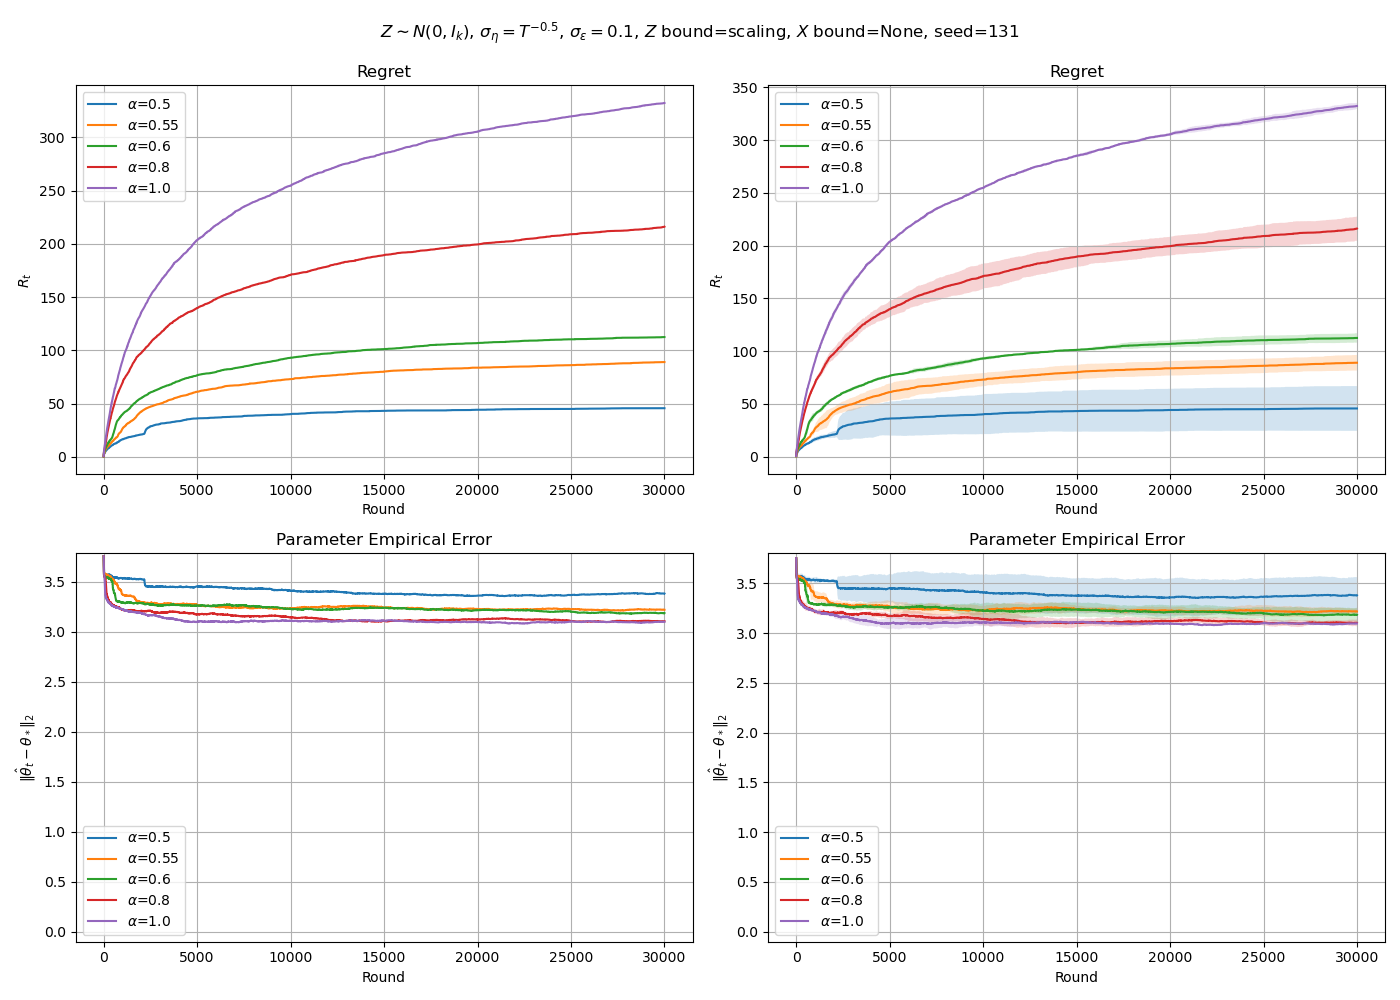 Z ∼ N(0, I_k), σ_η = T^{−0.5}, σ_ε = 0.1, Z bound=scaling, X bound=None, seed=131
Regret
R_t
300
250
200
150
100
50
0
α=0.5
α=0.55
α=0.6
α=0.8
α=1.0
0 5000 10000 15000 20000 25000 30000
Round
Regret
R_t
350
300
250
200
150
100
50
0
α=0.5
α=0.55
α=0.6
α=0.8
α=1.0
0 5000 10000 15000 20000 25000 30000
Round
Parameter Empirical Error
‖θ̂_t − θ_*‖_2
3.5
3.0
2.5
2.0
1.5
1.0
0.5
0.0
α=0.5
α=0.55
α=0.6
α=0.8
α=1.0
0 5000 10000 15000 20000 25000 30000
Round
Parameter Empirical Error
‖θ̂_t − θ_*‖_2
3.5
3.0
2.5
2.0
1.5
1.0
0.5
0.0
α=0.5
α=0.55
α=0.6
α=0.8
α=1.0
0 5000 10000 15000 20000 25000 30000
Round